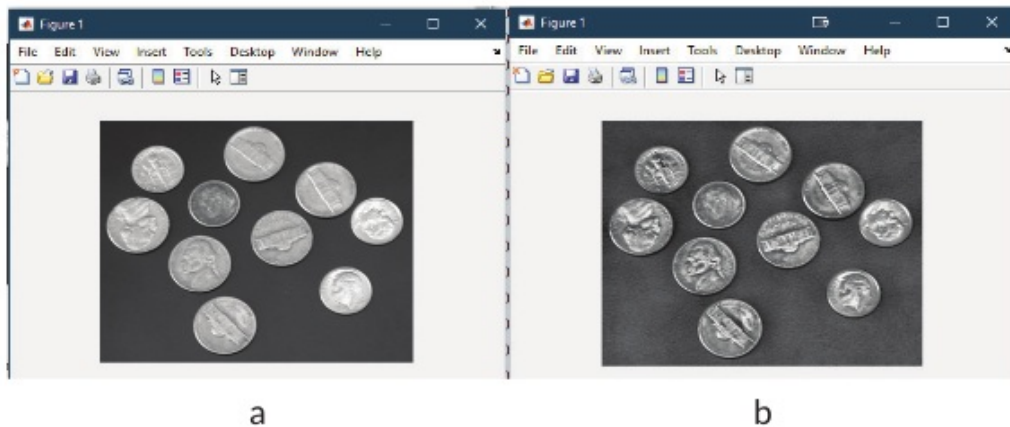 Figure 1
File Edit View Insert Tools Desktop Window Help
Figure 1
File Edit View Insert Tools Desktop Window Help
a
b